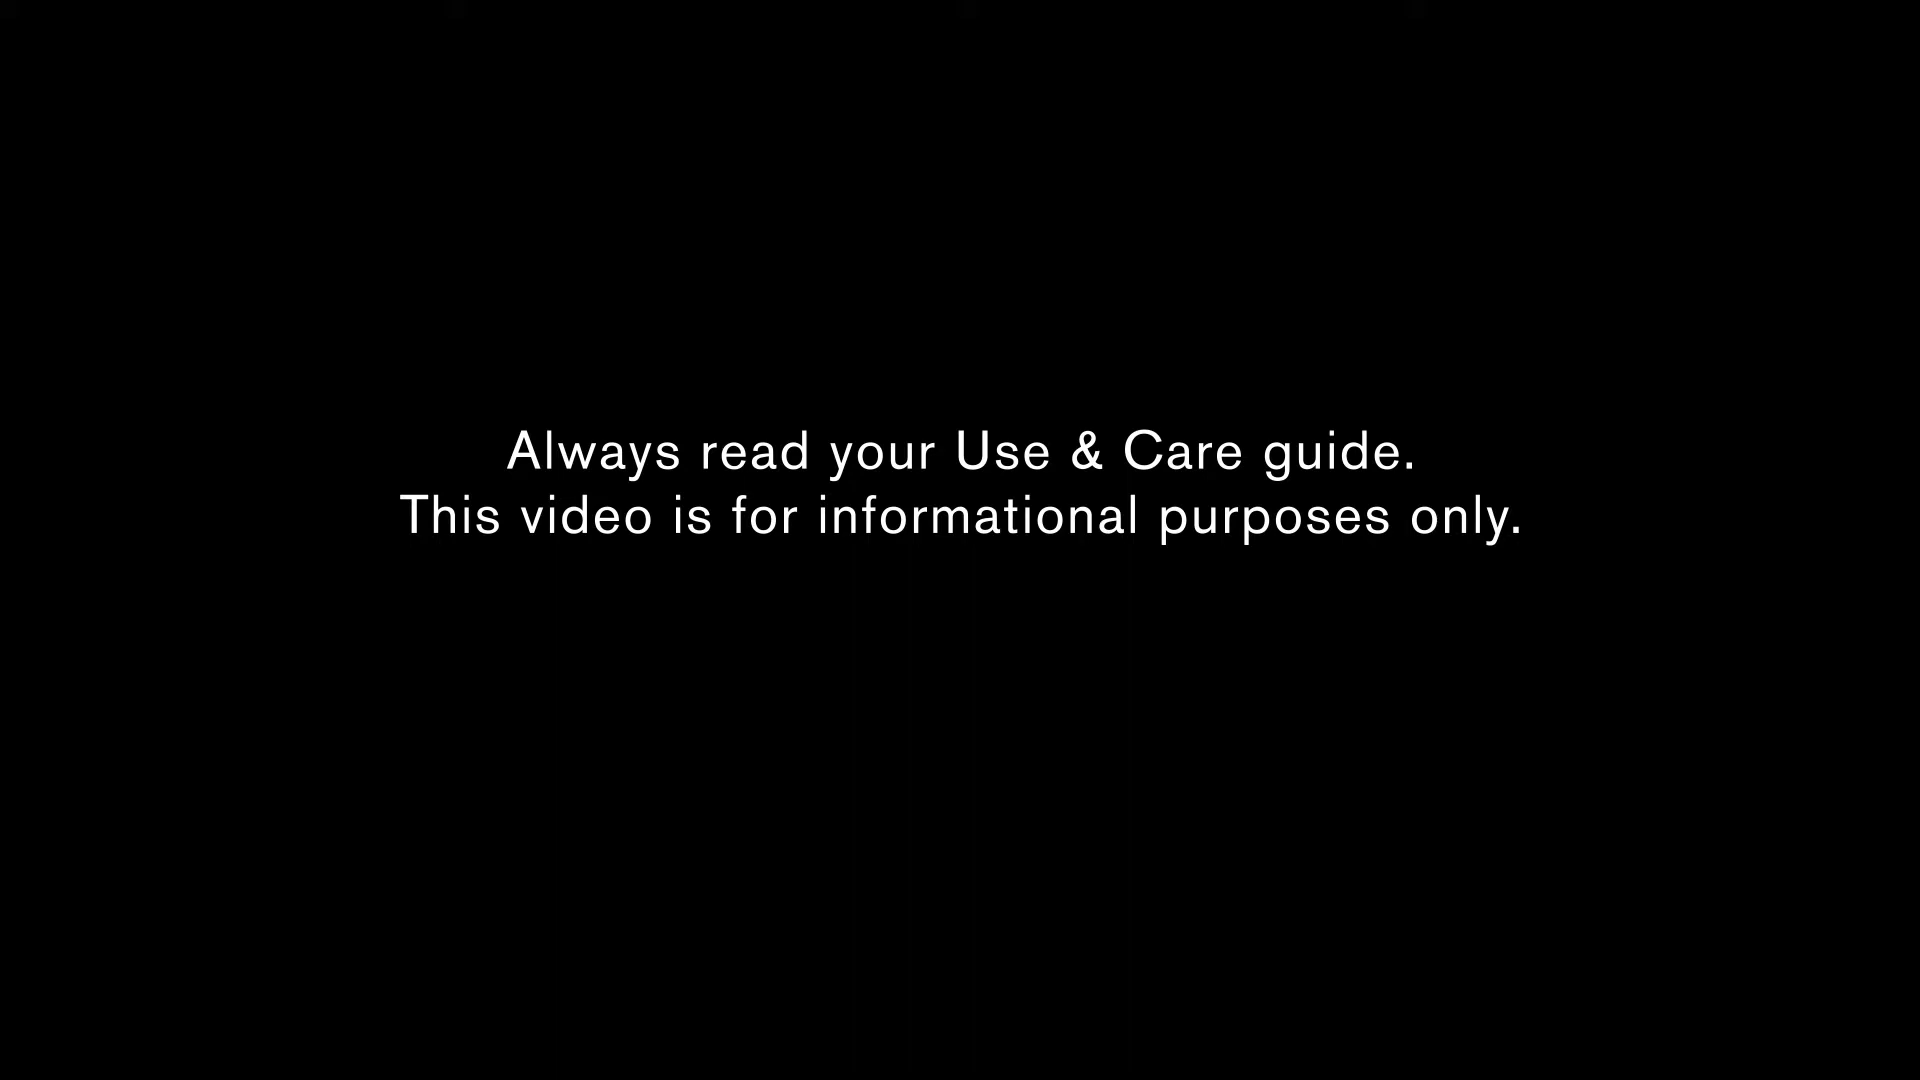 Always read your Use & Care guide.
This video is for informational purposes only.